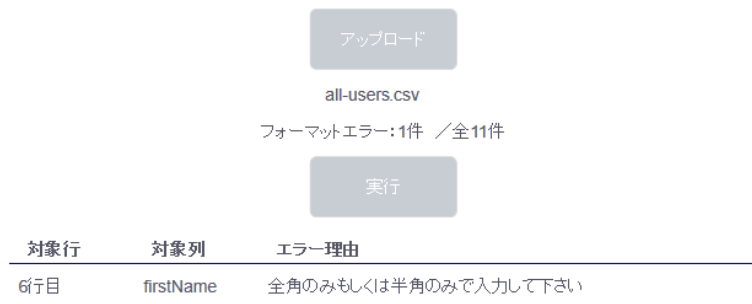 アップロード
all-users.csv
フォーマットエラー:1件 /全11件
実行
対象行 対象列 エラー理由
6行目 firstName 全角のみもしくは半角のみで入力して下さい